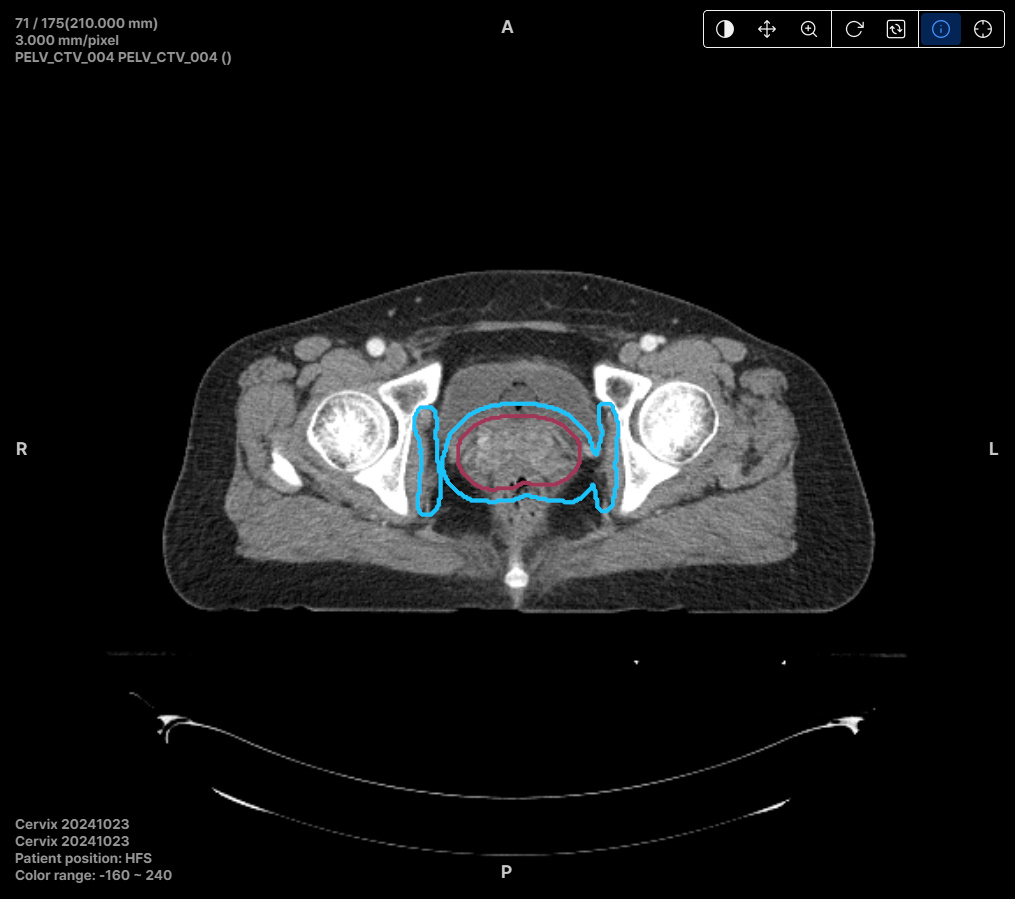 71 / 175(210.000 mm)
3.000 mm/pixel
PELV_CTV_004 PELV_CTV_004 ()
A
R
L
Cervix 20241023
Cervix 20241023
Patient position: HFS
Color range: -160 ~ 240
P